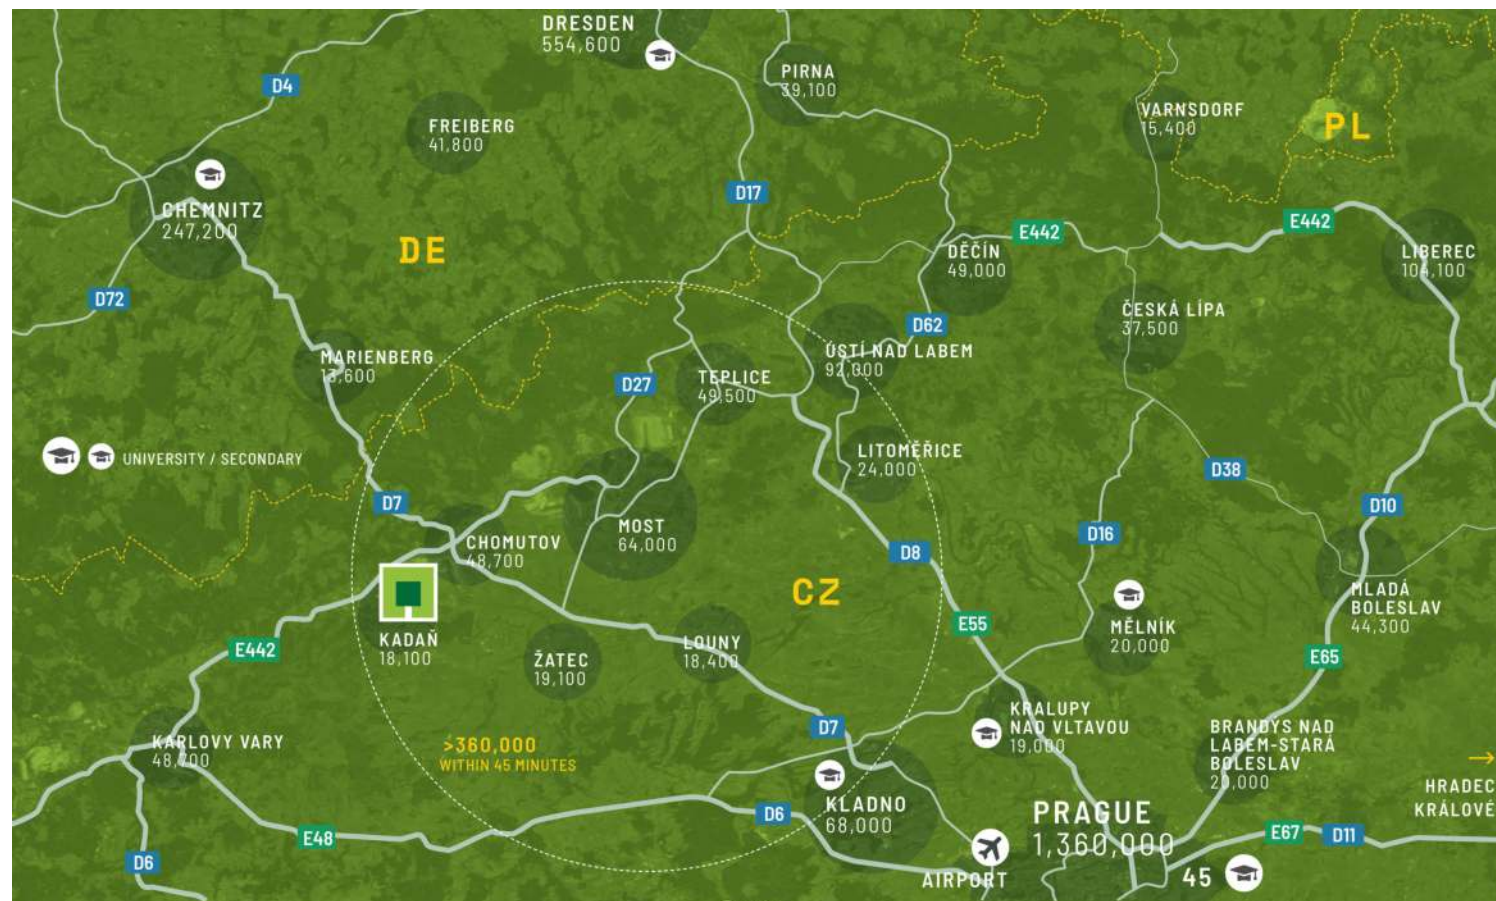 DRESDEN
554,600
PIRNA
39,100
D4
FREIBERG
41,800
VARNSDORF
15,400
PL
D17
CHEMNITZ
247,200
DE
E442
E442
DĚČÍN
49,000
LIBEREC
104,100
D72
ČESKÁ LÍPA
37,500
D62
MARIENBERG
13,600
ÚSTÍ NAD LABEM
92,000
D27
TEPLICE
49,500
UNIVERSITY / SECONDARY
LITOMĚŘICE
24,000
D38
D7
D10
MOST
64,000
D16
CHOMUTOV
48,700
D8
CZ
MLADÁ
BOLESLAV
44,300
E55
MĚLNÍK
20,000
KADAŇ
18,100
E442
LOUNY
18,400
ŽATEC
19,100
E65
KRALUPY
NAD VLTAVOU
19,000
D7
BRANDÝS NAD
LABEM-STARÁ
BOLESLAV
20,000
KARLOVY VARY
48,700
>360,000
WITHIN 45 MINUTES
→
HRADEC
KRÁLOVÉ
KLADNO
68,000
D6
PRAGUE
1,360,000
E48
E67
D11
D6
AIRPORT
45